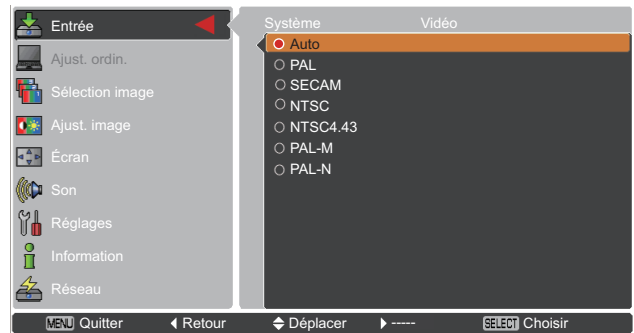 Entrée
Ajust. ordin.
Sélection image
Ajust. image
Écran
Son
Réglages
Information
Réseau
Système Vidéo
Auto
PAL
SECAM
NTSC
NTSC4.43
PAL-M
PAL-N
MENU Quitter Retour Déplacer ----- SELECT Choisir